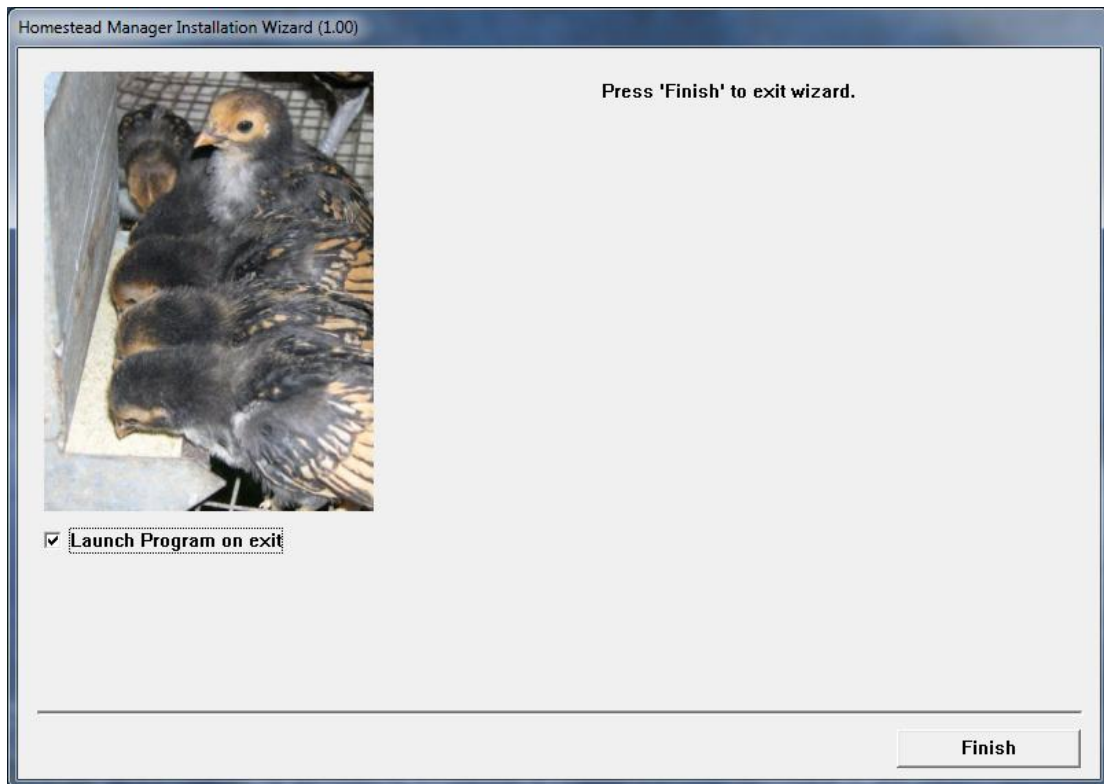 Homestead Manager Installation Wizard (1.00)
Press 'Finish' to exit wizard.
Launch Program on exit
Finish